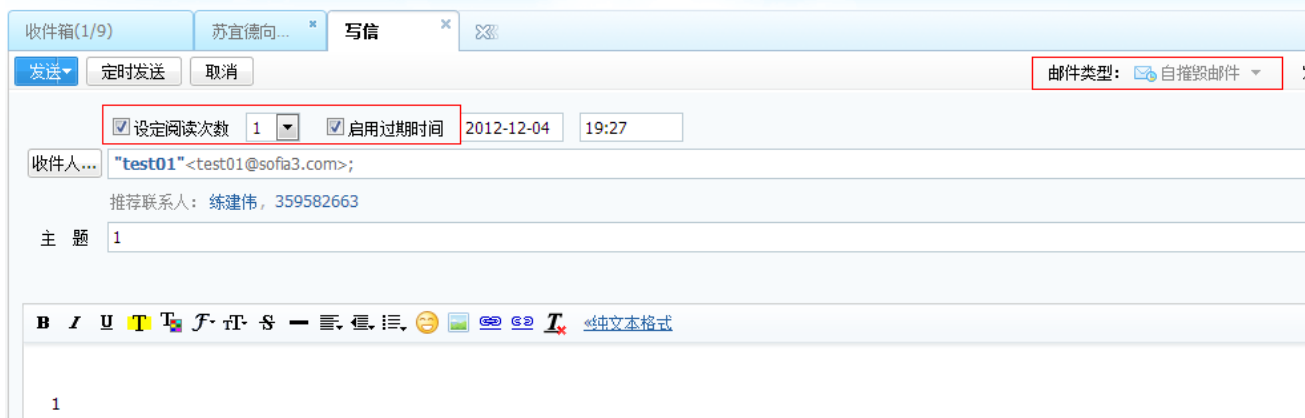 收件箱(1/9) 苏宜德向... 写信
发送 定时发送 取消 邮件类型： 自摧毁邮件
设定阅读次数 1 启用过期时间 2012-12-04 19:27
收件人... "test01"<test01@sofia3.com>;
推荐联系人： 练建伟, 359582663
主 题 1
B I U T T F· TT· S «纯文本格式
1